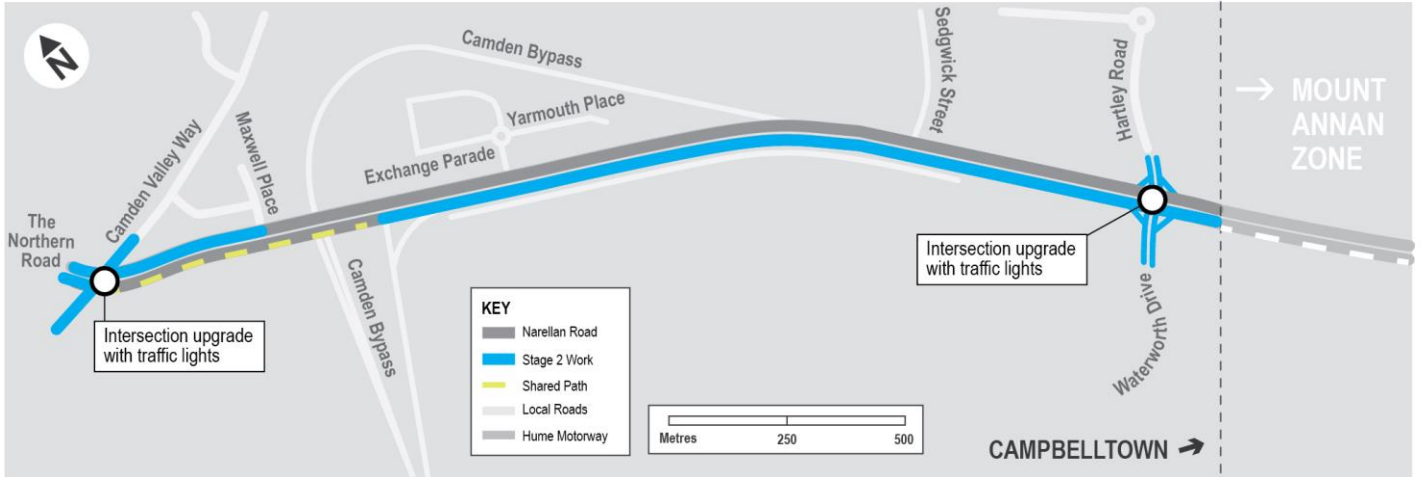 N
Camden Bypass
Sedgwick Street
Hartley Road
→ MOUNT
ANNAN
ZONE
Camden Valley Way
Maxwell Place
Yarmouth Place
Exchange Parade
The
Northern
Road
Intersection upgrade
with traffic lights
Camden Bypass
Intersection upgrade
with traffic lights
Waterworth Drive
KEY
Narellan Road
Stage 2 Work
Shared Path
Local Roads
Hume Motorway
Metres 250 500
CAMPBELLTOWN →